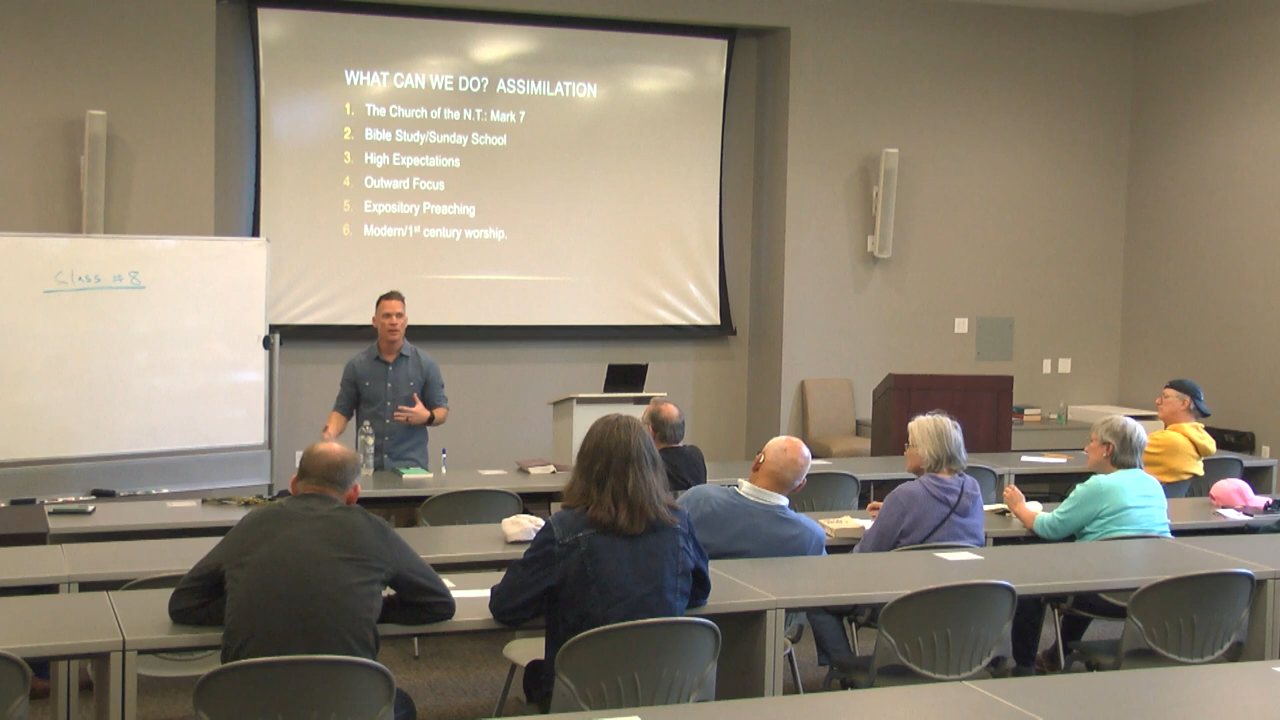 WHAT CAN WE DO? ASSIMILATION
1. The Church of the N.T.: Mark 7
2. Bible Study/Sunday School
3. High Expectations
4. Outward Focus
5. Expository Preaching
6. Modern/1st century worship.
Class #8